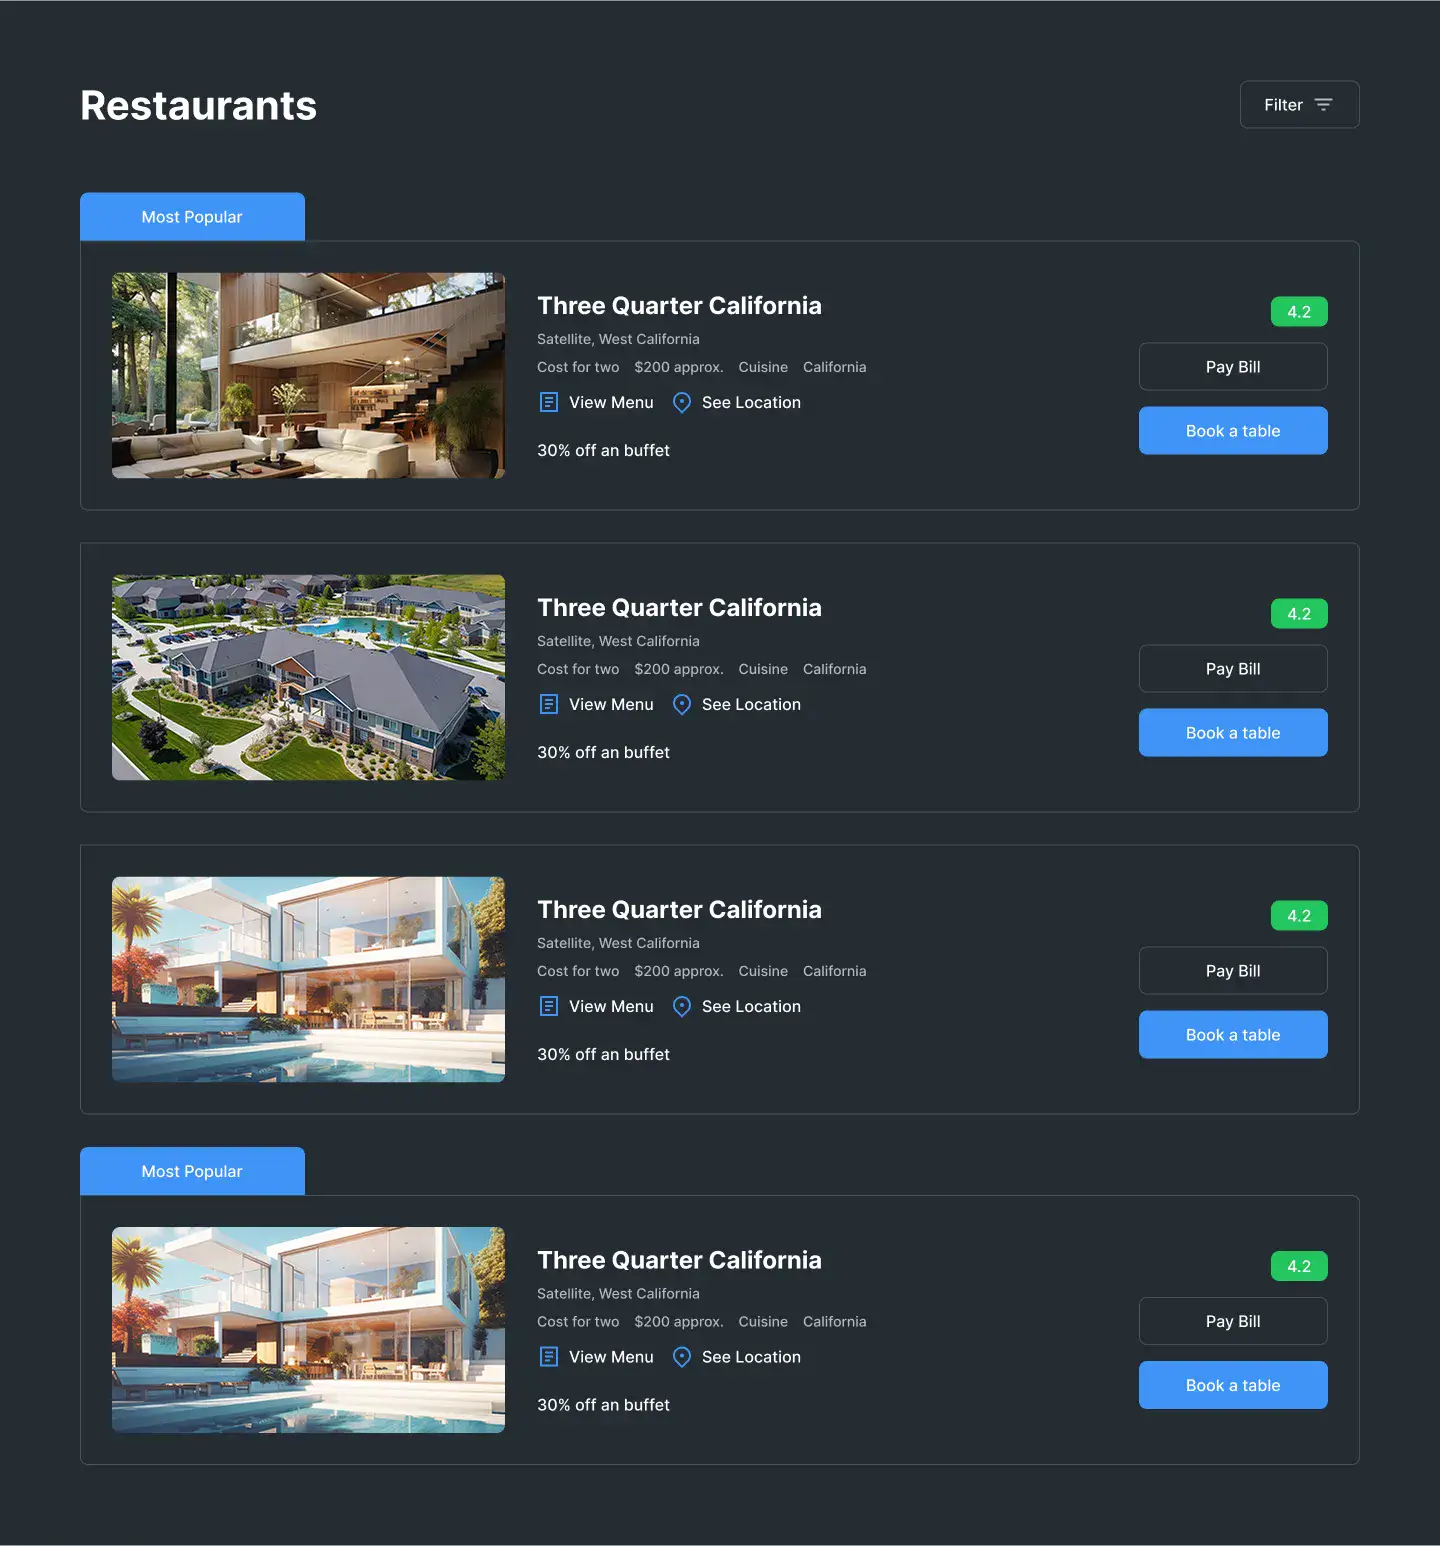 Restaurants
Filter
Most Popular
Three Quarter California
4.2
Satellite, West California
Cost for two $200 approx. Cuisine California
Pay Bill
View Menu See Location
Book a table
30% off an buffet
Three Quarter California
4.2
Satellite, West California
Cost for two $200 approx. Cuisine California
Pay Bill
View Menu See Location
Book a table
30% off an buffet
Three Quarter California
4.2
Satellite, West California
Cost for two $200 approx. Cuisine California
Pay Bill
View Menu See Location
Book a table
30% off an buffet
Most Popular
Three Quarter California
4.2
Satellite, West California
Cost for two $200 approx. Cuisine California
Pay Bill
View Menu See Location
Book a table
30% off an buffet